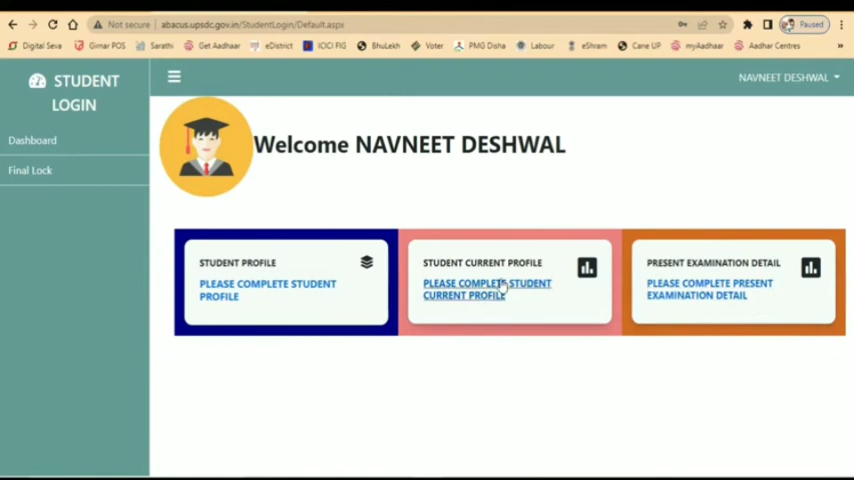 Not secure | abacus.upsdc.gov.in/StudentLogin/Default.aspx Paused
Digital Seva Girnar POS Sarathi Get Aadhaar eDistrict ICICI FIG BhuLekh Voter PMG Disha Labour eShram Cane UP myAadhaar Aadhar Centres »
STUDENT
LOGIN
NAVNEET DESHWAL
Dashboard
Final Lock
Welcome NAVNEET DESHWAL
STUDENT PROFILE
PLEASE COMPLETE STUDENT
PROFILE
STUDENT CURRENT PROFILE
PLEASE COMPLETE STUDENT
CURRENT PROFILE
PRESENT EXAMINATION DETAIL
PLEASE COMPLETE PRESENT
EXAMINATION DETAIL